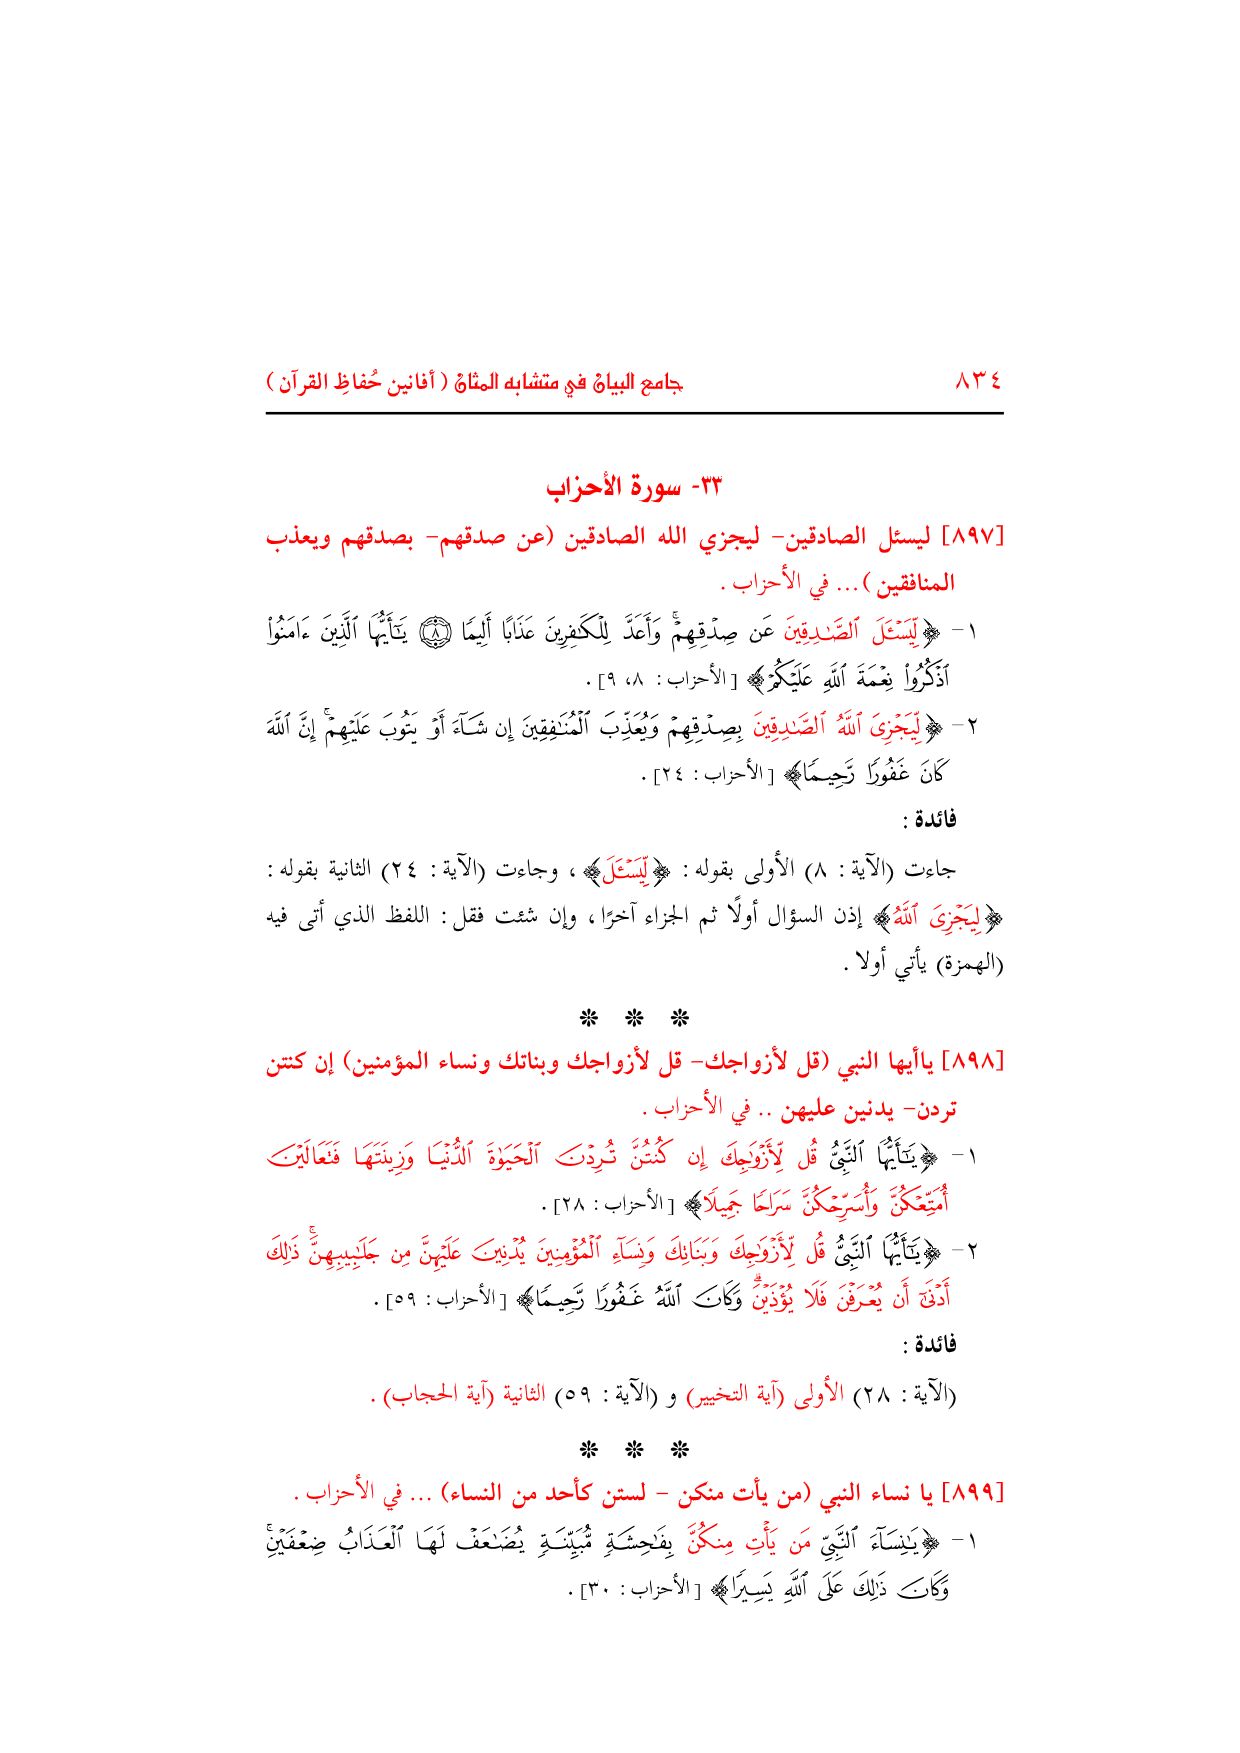 ٨٣٤ جامع البيان في متشابه المثان ( أفانين حُفاظِ القرآن )
٣٣- سورة الأحزاب
[٨٩٧] ليسئل الصادقين- ليجزي الله الصادقين (عن صدقهم- بصدقهم ويعذب
المنافقين )... في الأحزاب .
١- ﴿لِّيَسْـَٔلَ ٱلصَّـٰدِقِينَ عَن صِدْقِهِمْ ۚ وَأَعَدَّ لِلْكَـٰفِرِينَ عَذَابًا أَلِيمًا ۝٨ يَـٰٓأَيُّهَا ٱلَّذِينَ ءَامَنُوا۟
ٱذْكُرُوا۟ نِعْمَةَ ٱللَّهِ عَلَيْكُمْ﴾ [الأحزاب: ٨، ٩] .
٢- ﴿لِّيَجْزِىَ ٱللَّهُ ٱلصَّـٰدِقِينَ بِصِدْقِهِمْ وَيُعَذِّبَ ٱلْمُنَـٰفِقِينَ إِن شَآءَ أَوْ يَتُوبَ عَلَيْهِمْ ۚ إِنَّ ٱللَّهَ
كَانَ غَفُورًا رَّحِيمًا﴾ [الأحزاب: ٢٤] .
فائدة :
جاءت (الآية: ٨) الأولى بقوله: ﴿لِّيَسْـَٔلَ﴾ ، وجاءت (الآية: ٢٤) الثانية بقوله:
﴿لِيَجْزِىَ ٱللَّهُ﴾ إذن السؤال أولًا ثم الجزاء آخرًا، وإن شئت فقل: اللفظ الذي أتى فيه
(الهمزة) يأتي أولا .
❊ ❊ ❊
[٨٩٨] ياأيها النبي (قل لأزواجك- قل لأزواجك وبناتك ونساء المؤمنين) إن كنتن
تردن- يدنين عليهن .. في الأحزاب .
١- ﴿يَـٰٓأَيُّهَا ٱلنَّبِىُّ قُل لِّأَزْوَٰجِكَ إِن كُنتُنَّ تُرِدْنَ ٱلْحَيَوٰةَ ٱلدُّنْيَا وَزِينَتَهَا فَتَعَالَيْنَ
أُمَتِّعْكُنَّ وَأُسَرِّحْكُنَّ سَرَاحًا جَمِيلًا﴾ [الأحزاب: ٢٨] .
٢- ﴿يَـٰٓأَيُّهَا ٱلنَّبِىُّ قُل لِّأَزْوَٰجِكَ وَبَنَاتِكَ وَنِسَآءِ ٱلْمُؤْمِنِينَ يُدْنِينَ عَلَيْهِنَّ مِن جَلَـٰبِيبِهِنَّ ۚ ذَٰلِكَ
أَدْنَىٰٓ أَن يُعْرَفْنَ فَلَا يُؤْذَيْنَ ۗ وَكَانَ ٱللَّهُ غَفُورًا رَّحِيمًا﴾ [الأحزاب: ٥٩] .
فائدة :
(الآية: ٢٨) الأولى (آية التخيير) و (الآية: ٥٩) الثانية (آية الحجاب) .
❊ ❊ ❊
[٨٩٩] يا نساء النبي (من يأت منكن - لستن كأحد من النساء) ... في الأحزاب .
١- ﴿يَـٰنِسَآءَ ٱلنَّبِىِّ مَن يَأْتِ مِنكُنَّ بِفَـٰحِشَةٍ مُّبَيِّنَةٍ يُضَـٰعَفْ لَهَا ٱلْعَذَابُ ضِعْفَيْنِ ۚ
وَكَانَ ذَٰلِكَ عَلَى ٱللَّهِ يَسِيرًا﴾ [الأحزاب: ٣٠] .